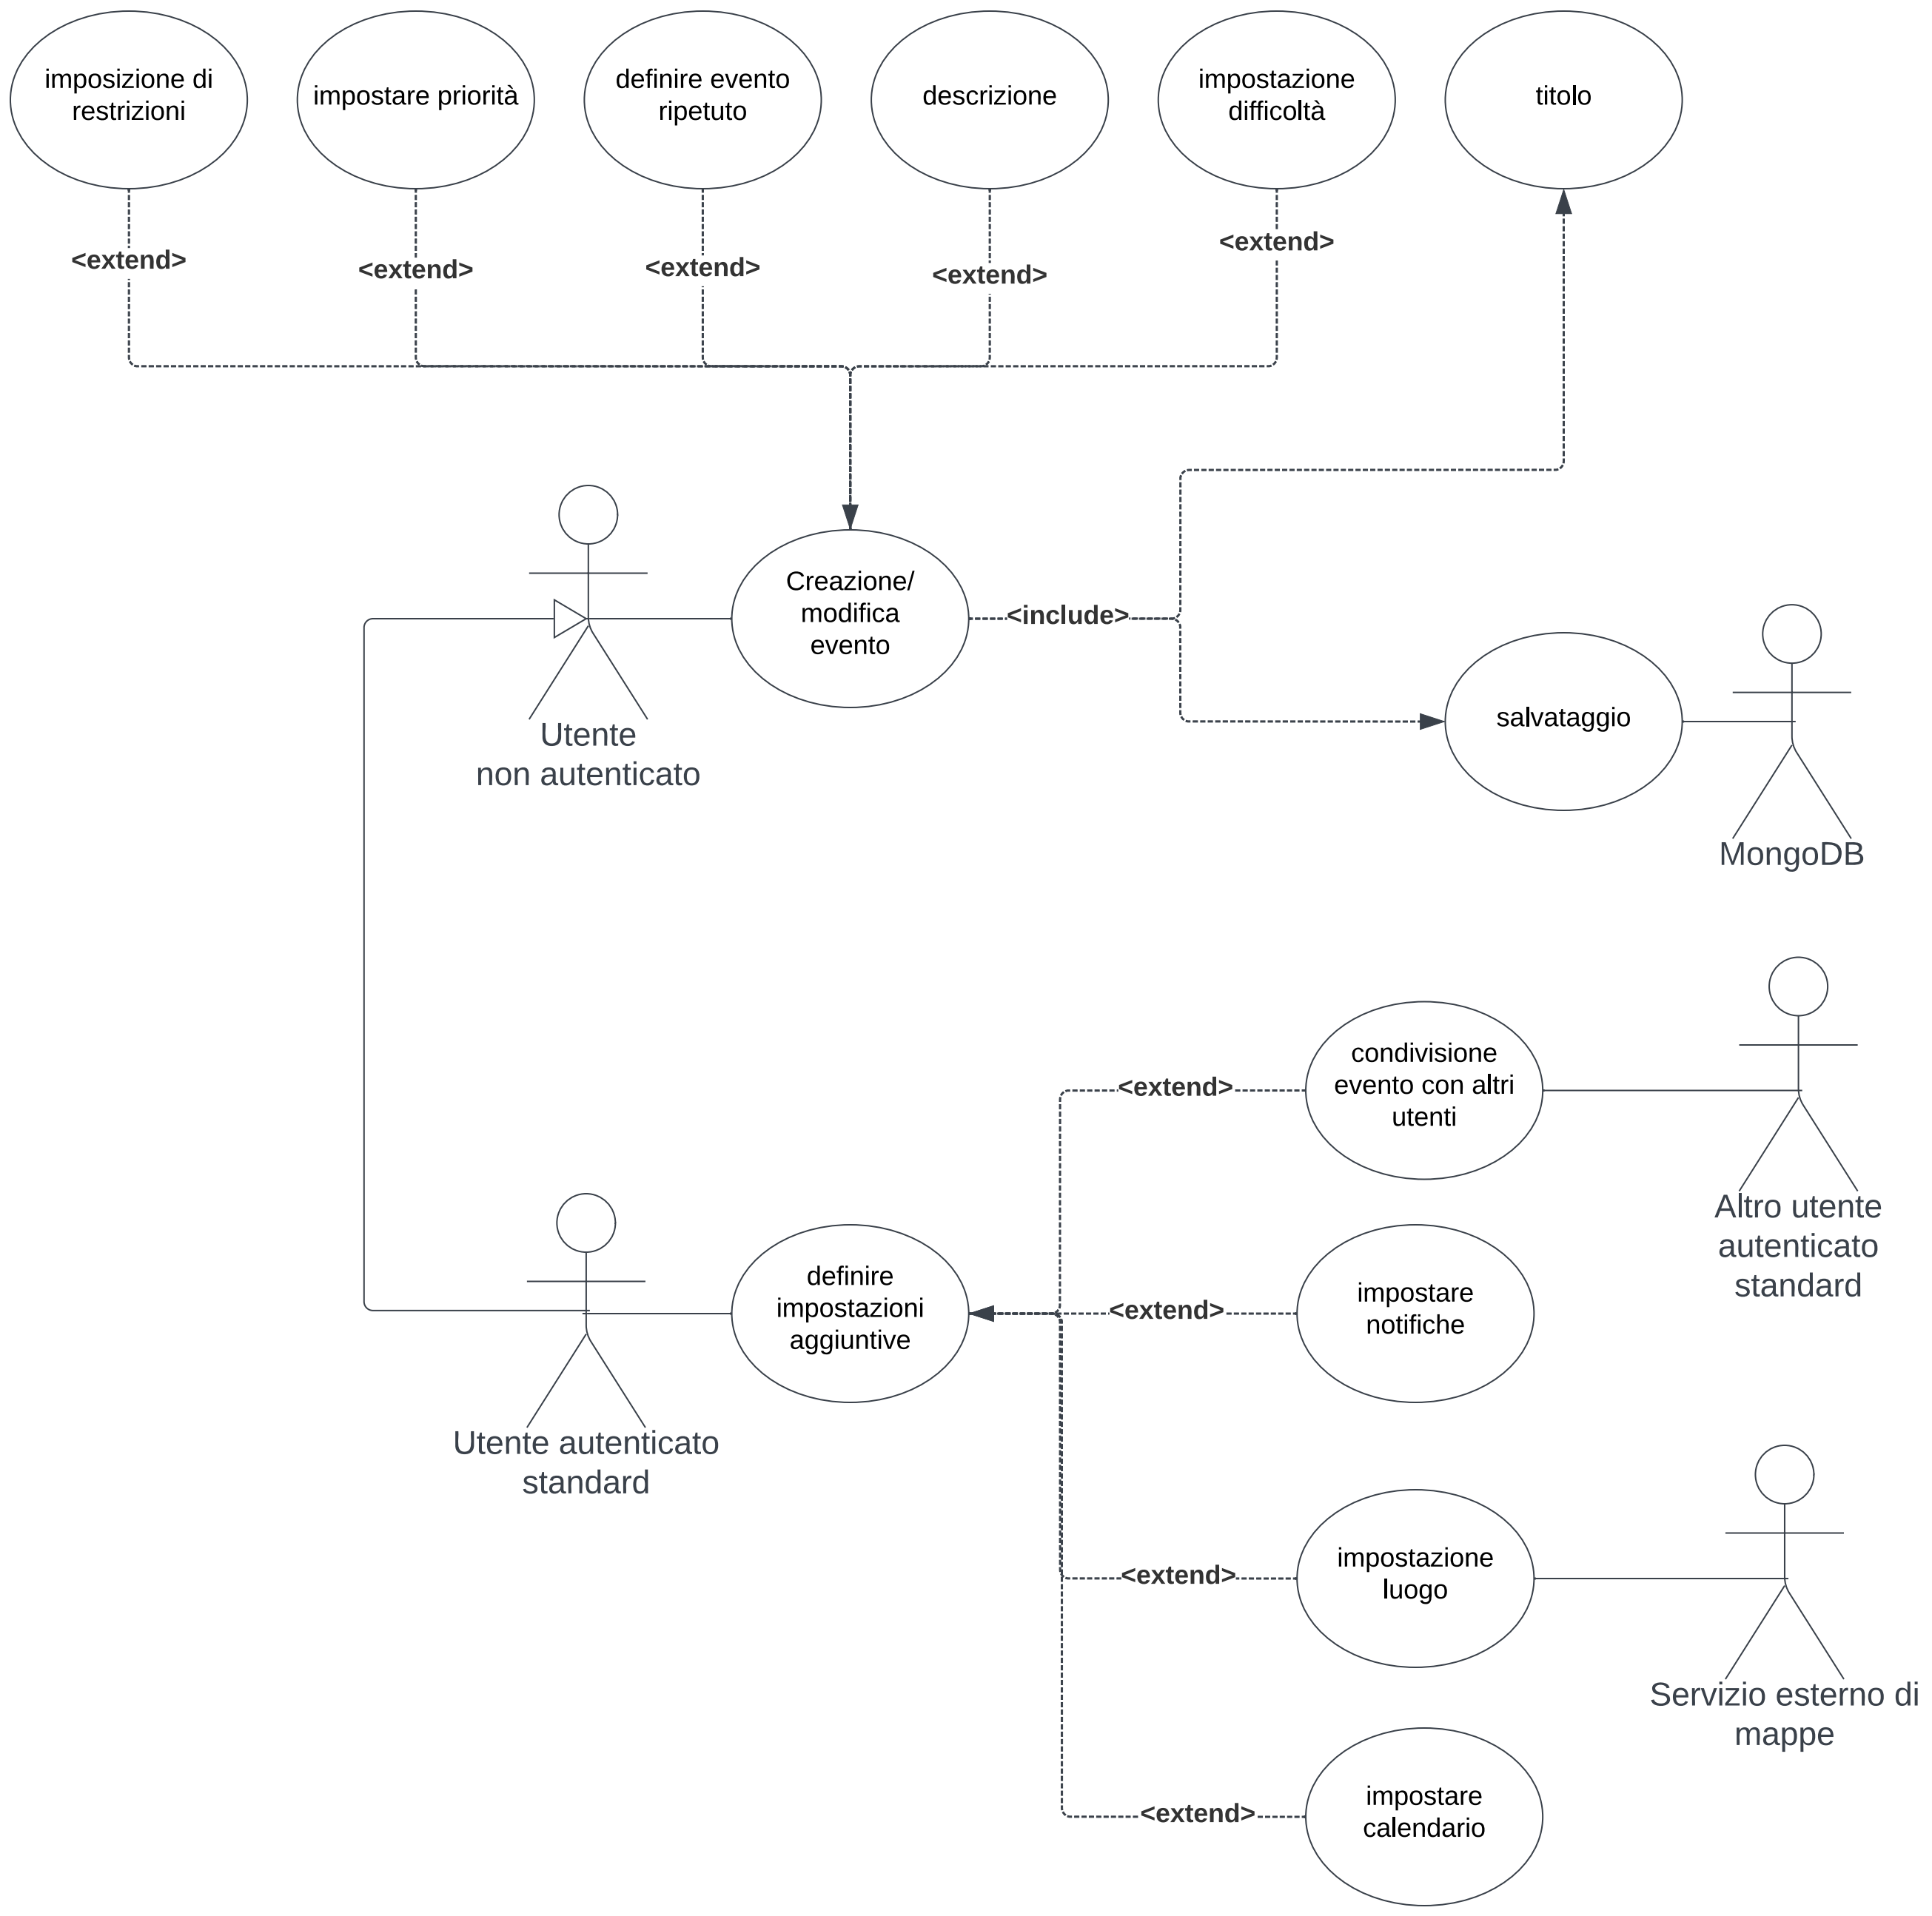 imposizione di
restrizioni
impostare priorità
definire evento
ripetuto
descrizione
impostazione
difficoltà
titolo
<extend>
<extend>
<extend>
<extend>
<extend>
Creazione/
modifica
evento
<include>
Utente
non autenticato
salvataggio
MongoDB
condivisione
evento con altri
utenti
<extend>
Altro utente
autenticato
standard
definire
impostazioni
aggiuntive
<extend>
impostare
notifiche
Utente autenticato
standard
<extend>
impostazione
luogo
Servizio esterno di
mappe
<extend>
impostare
calendario